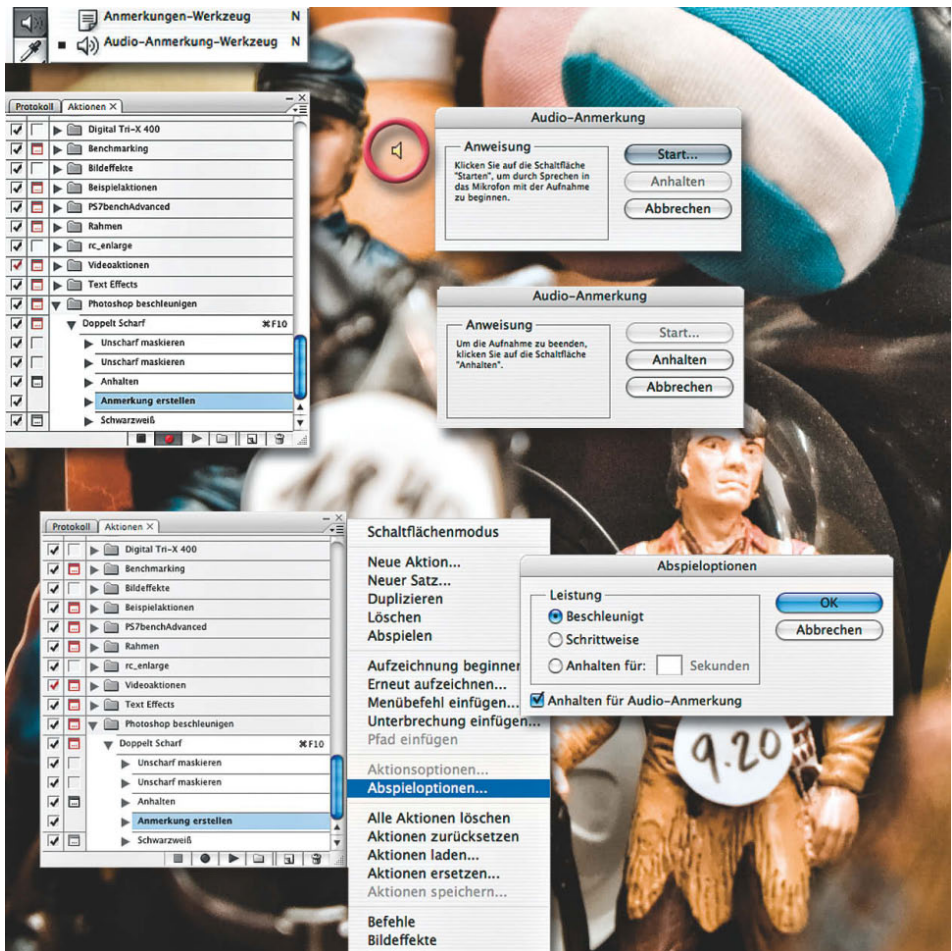 Anmerkungen-Werkzeug N
Audio-Anmerkung-Werkzeug N
Protokoll Aktionen ×
Digital Tri-X 400
Benchmarking
Bildeffekte
Beispielaktionen
PS7benchAdvanced
Rahmen
rc_enlarge
Videoaktionen
Text Effects
Photoshop beschleunigen
Doppelt Scharf ⌘F10
Unscharf maskieren
Unscharf maskieren
Anhalten
Anmerkung erstellen
Schwarzweiß
Audio-Anmerkung
Anweisung
Klicken Sie auf die Schaltfläche
"Starten", um durch Sprechen in
das Mikrofon mit der Aufnahme
zu beginnen.
Start...
Anhalten
Abbrechen
Audio-Anmerkung
Anweisung
Um die Aufnahme zu beenden,
klicken Sie auf die Schaltfläche
"Anhalten".
Start...
Anhalten
Abbrechen
Protokoll Aktionen ×
Digital Tri-X 400
Benchmarking
Bildeffekte
Beispielaktionen
PS7benchAdvanced
Rahmen
rc_enlarge
Videoaktionen
Text Effects
Photoshop beschleunigen
Doppelt Scharf ⌘F10
Unscharf maskieren
Unscharf maskieren
Anhalten
Anmerkung erstellen
Schwarzweiß
Schaltflächenmodus
Neue Aktion...
Neuer Satz...
Duplizieren
Löschen
Abspielen
Aufzeichnung beginnen
Erneut aufzeichnen...
Menübefehl einfügen...
Unterbrechung einfügen...
Pfad einfügen
Aktionsoptionen...
Abspieloptionen...
Alle Aktionen löschen
Aktionen zurücksetzen
Aktionen laden...
Aktionen ersetzen...
Aktionen speichern...
Befehle
Bildeffekte
Abspieloptionen
Leistung
Beschleunigt
Schrittweise
Anhalten für: Sekunden
Anhalten für Audio-Anmerkung
OK
Abbrechen
9.20